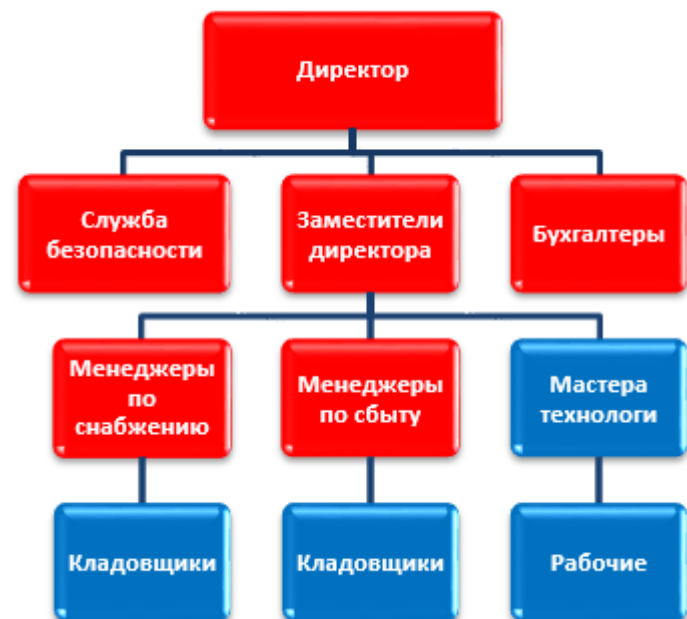 Директор
Служба
безопасности
Заместители
директора
Бухгалтеры
Менеджеры
по
снабжению
Менеджеры
по сбыту
Мастера
технологи
Кладовщики
Кладовщики
Рабочие